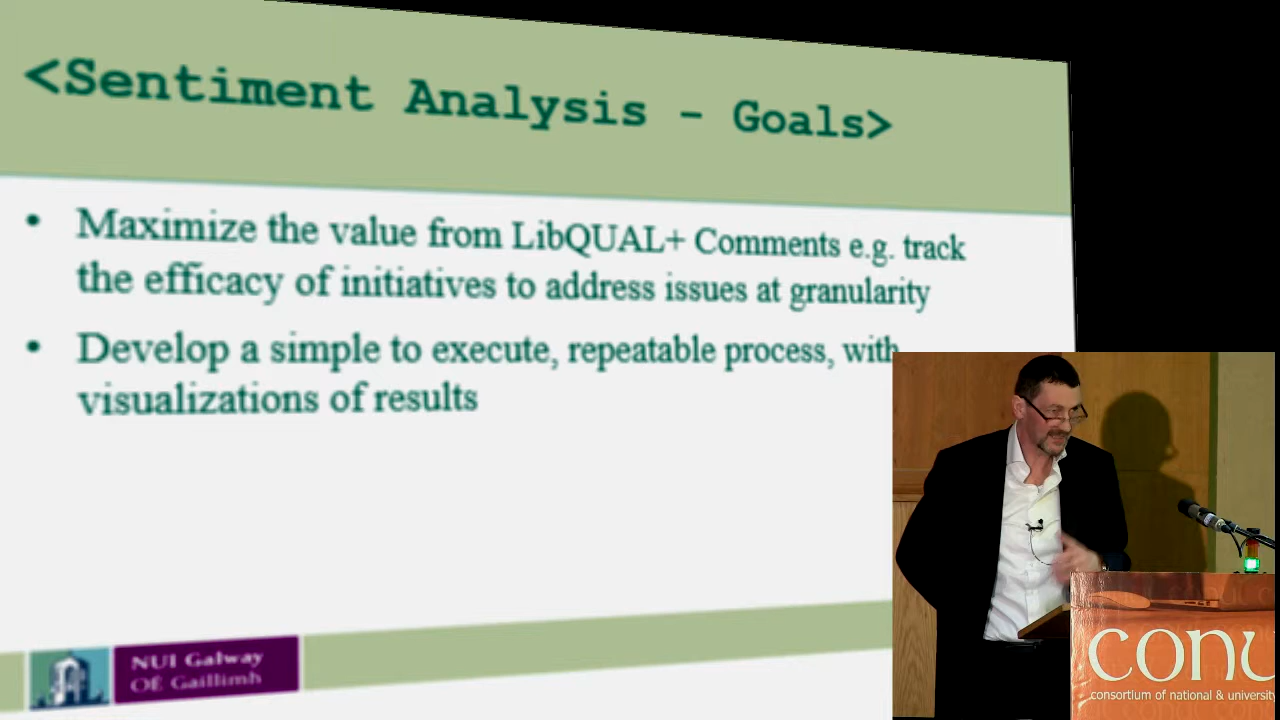 <Sentiment Analysis - Goals>
• Maximize the value from LibQUAL+ Comments e.g. track
the efficacy of initiatives to address issues at granularity
• Develop a simple to execute, repeatable process, with
visualizations of results
NUI Galway
OÉ Gaillimh
conu
consortium of national & university